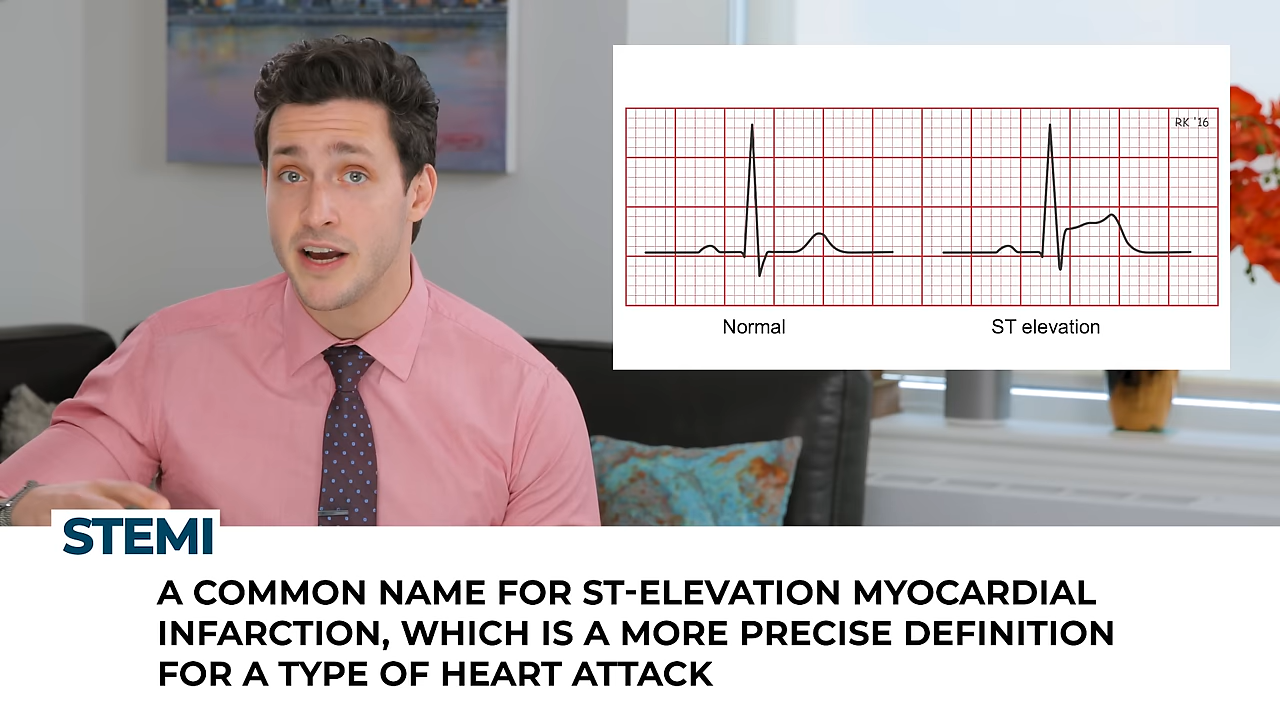 RK '16
Normal
ST elevation
STEMI
A COMMON NAME FOR ST-ELEVATION MYOCARDIAL
INFARCTION, WHICH IS A MORE PRECISE DEFINITION
FOR A TYPE OF HEART ATTACK